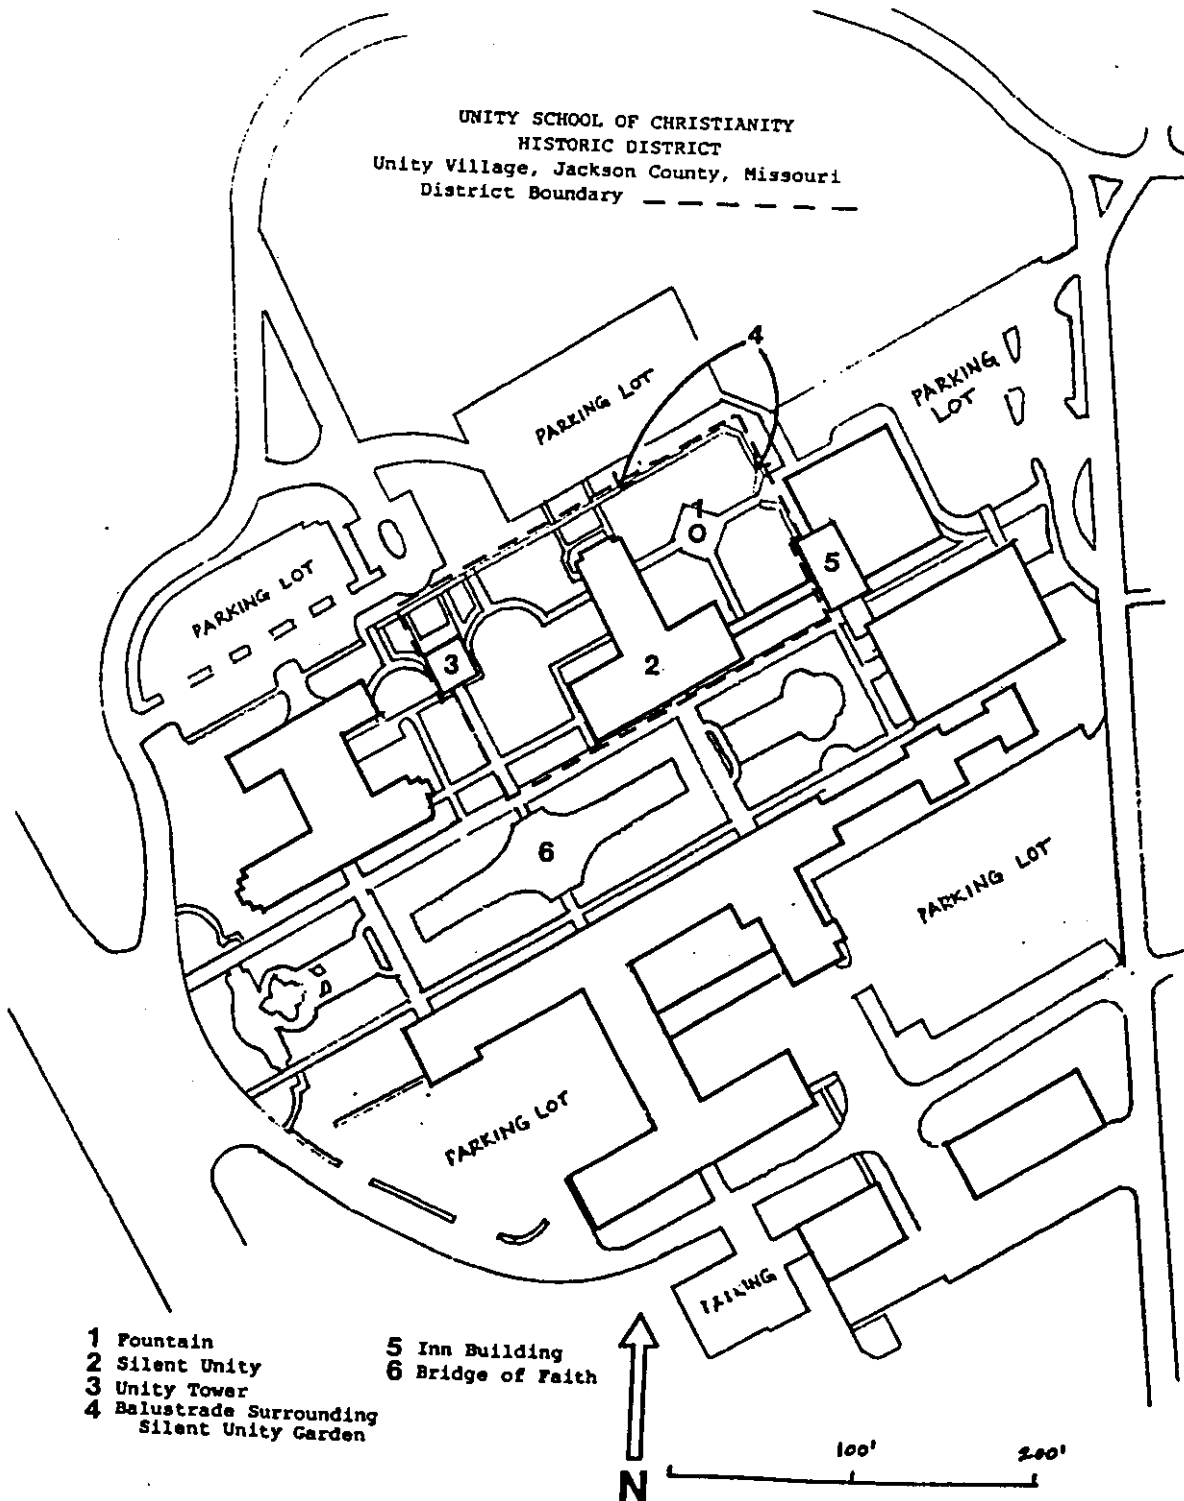 UNITY SCHOOL OF CHRISTIANITY
HISTORIC DISTRICT
Unity Village, Jackson County, Missouri
District Boundary — — — — — —
4
PARKING LOT
PARKING
LOT
1
5
PARKING LOT
3
2
6
PARKING LOT
PARKING LOT
PARKING
1 Fountain
2 Silent Unity
3 Unity Tower
4 Balustrade Surrounding
Silent Unity Garden
5 Inn Building
6 Bridge of Faith
N
100'
200'